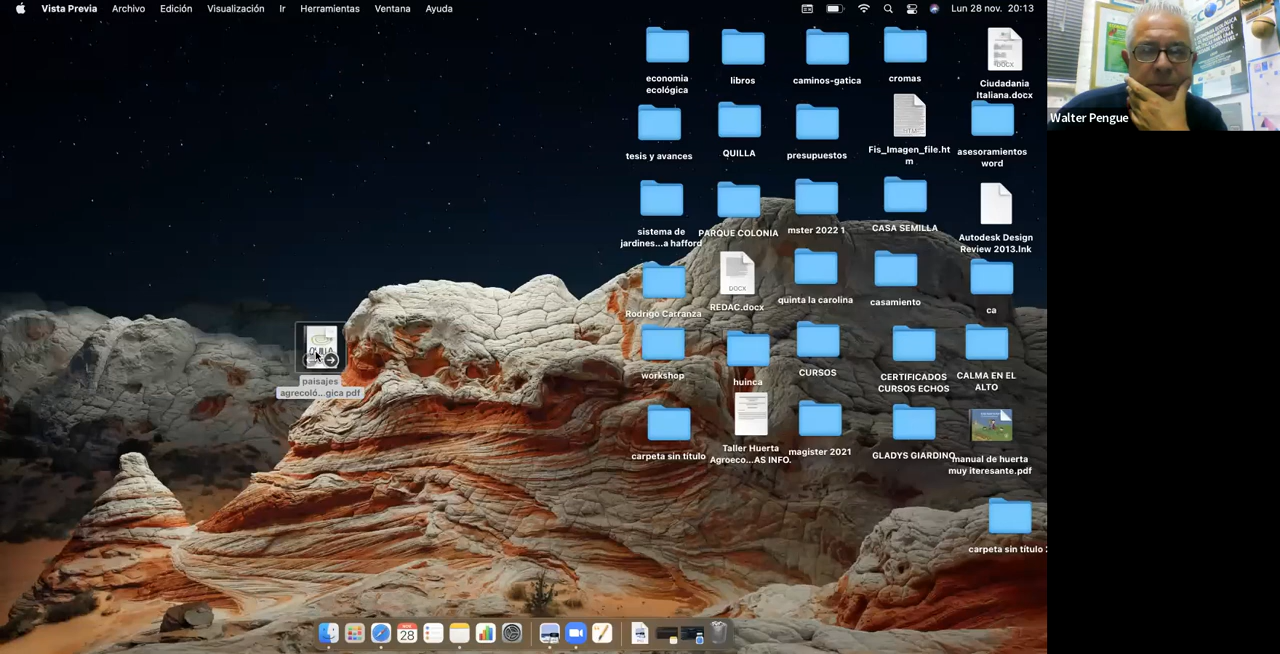 Vista Previa Archivo Edición Visualización Ir Herramientas Ventana Ayuda Lun 28 nov. 20:13
economia
ecológica
libros
caminos-gatica
cromas
DOCX
Ciudadania
Italiana.docx
Walter Pengue
tesis y avances
QUILLA
presupuestos
HTM
Fis_Imagen_file.ht
m
asesoramientos
word
sistema de
jardines...a hafford
PARQUE COLONIA
mster 2022 1
CASA SEMILLA
Autodesk Design
Review 2013.lnk
Rodrigo Carranza
DOCX
REDAC.docx
quinta la carolina
casamiento
ca
paisajes
agrecoló...gica pdf
workshop
huinca
CURSOS
CERTIFICADOS
CURSOS ECHOS
CALMA EN EL
ALTO
carpeta sin título
Taller Huerta
Agroeco...AS INFO.
magister 2021
GLADYS GIARDINO
manual de huerta
muy iteresante.pdf
carpeta sin título
28